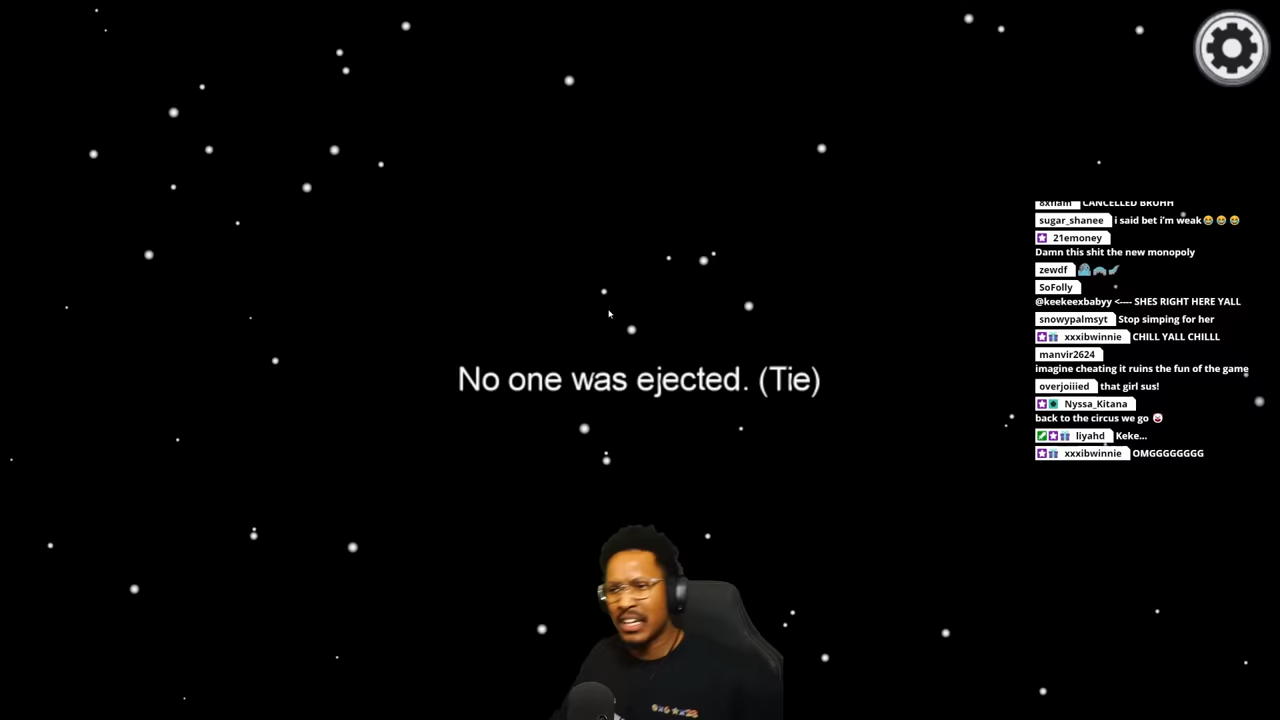 CANCELLED BRUHH
sugar_shanee i said bet i'm weak😂😂😂
21emoney
Damn this shit the new monopoly
zewdf
SoFolly
@keekeexbabyy <---- SHES RIGHT HERE YALL
snowypalmsyt Stop simping for her
xxxibwinnie CHILL YALL CHILLL
manvir2624
imagine cheating it ruins the fun of the game
No one was ejected. (Tie)
overjoiiied that girl sus!
Nyssa_Kitana
back to the circus we go 🤡
liyahd Keke...
xxxibwinnie OMGGGGGGGG